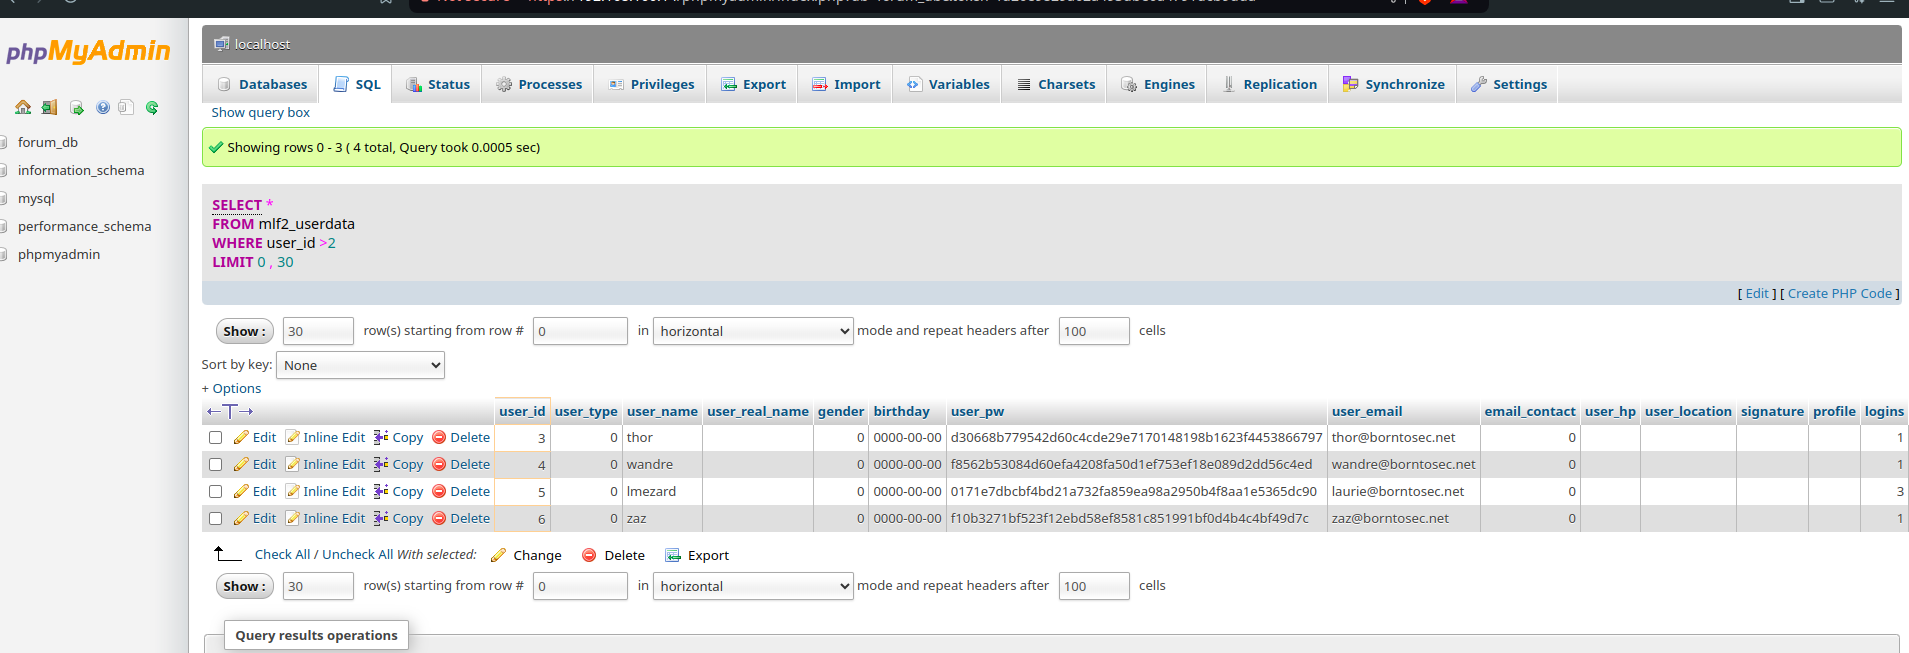 phpMyAdmin
forum_db
information_schema
mysql
performance_schema
phpmyadmin
localhost
Databases SQL Status Processes Privileges Export Import Variables Charsets Engines Replication Synchronize Settings
Show query box
Showing rows 0 - 3 ( 4 total, Query took 0.0005 sec)
SELECT *
FROM mlf2_userdata
WHERE user_id >2
LIMIT 0 , 30
[ Edit ] [ Create PHP Code ]
Show : 30 row(s) starting from row # 0 in horizontal mode and repeat headers after 100 cells
Sort by key: None
+ Options
←T→ user_id user_type user_name user_real_name gender birthday user_pw user_email email_contact user_hp user_location signature profile logins
Edit Inline Edit Copy Delete 3 0 thor 0 0000-00-00 d30668b779542d60c4cde29e7170148198b1623f4453866797 thor@borntosec.net 0 1
Edit Inline Edit Copy Delete 4 0 wandre 0 0000-00-00 f8562b53084d60efa4208fa50d1ef753ef18e089d2dd56c4ed wandre@borntosec.net 0 1
Edit Inline Edit Copy Delete 5 0 lmezard 0 0000-00-00 0171e7dbcbf4bd21a732fa859ea98a2950b4f8aa1e5365dc90 laurie@borntosec.net 0 3
Edit Inline Edit Copy Delete 6 0 zaz 0 0000-00-00 f10b3271bf523f12ebd58ef8581c851991bf0d4b4c4bf49d7c zaz@borntosec.net 0 1
Check All / Uncheck All With selected: Change Delete Export
Show : 30 row(s) starting from row # 0 in horizontal mode and repeat headers after 100 cells
Query results operations